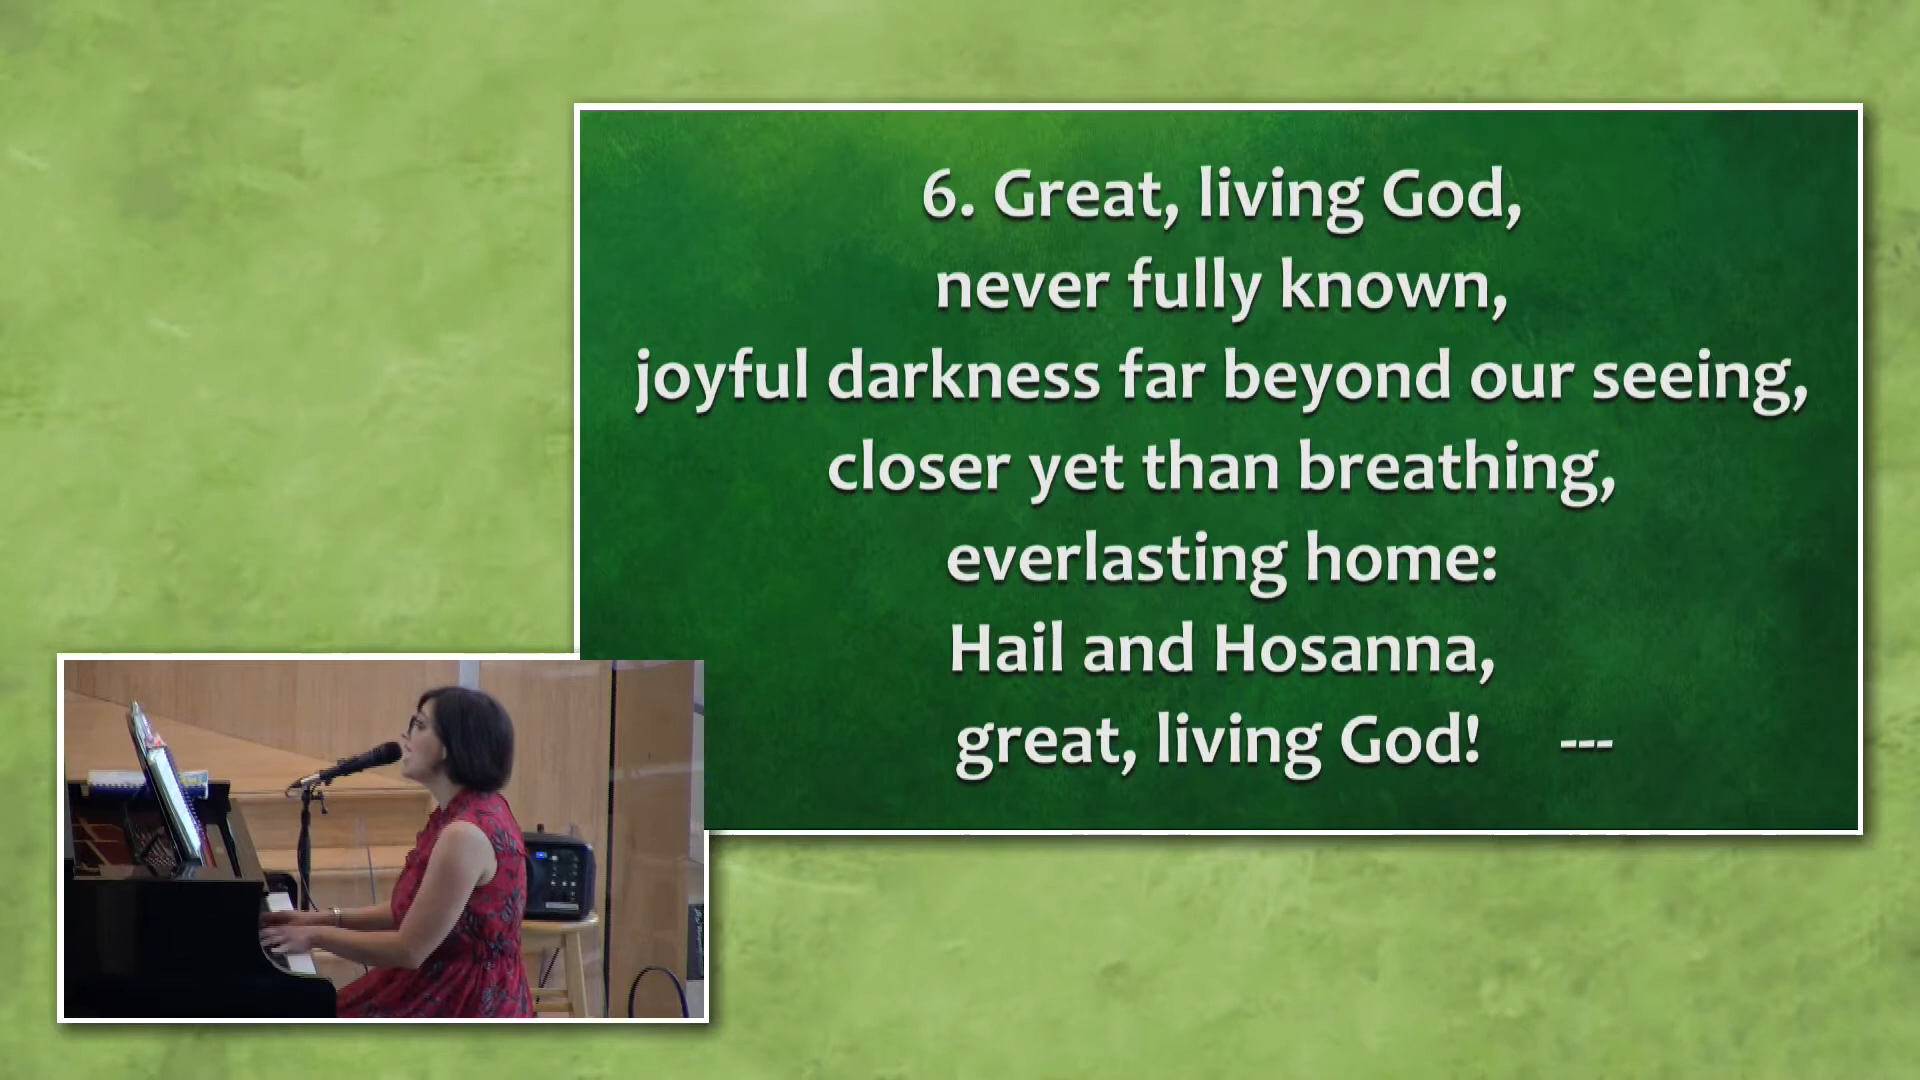 6. Great, living God,
never fully known,
joyful darkness far beyond our seeing,
closer yet than breathing,
everlasting home:
Hail and Hosanna,
great, living God! ---